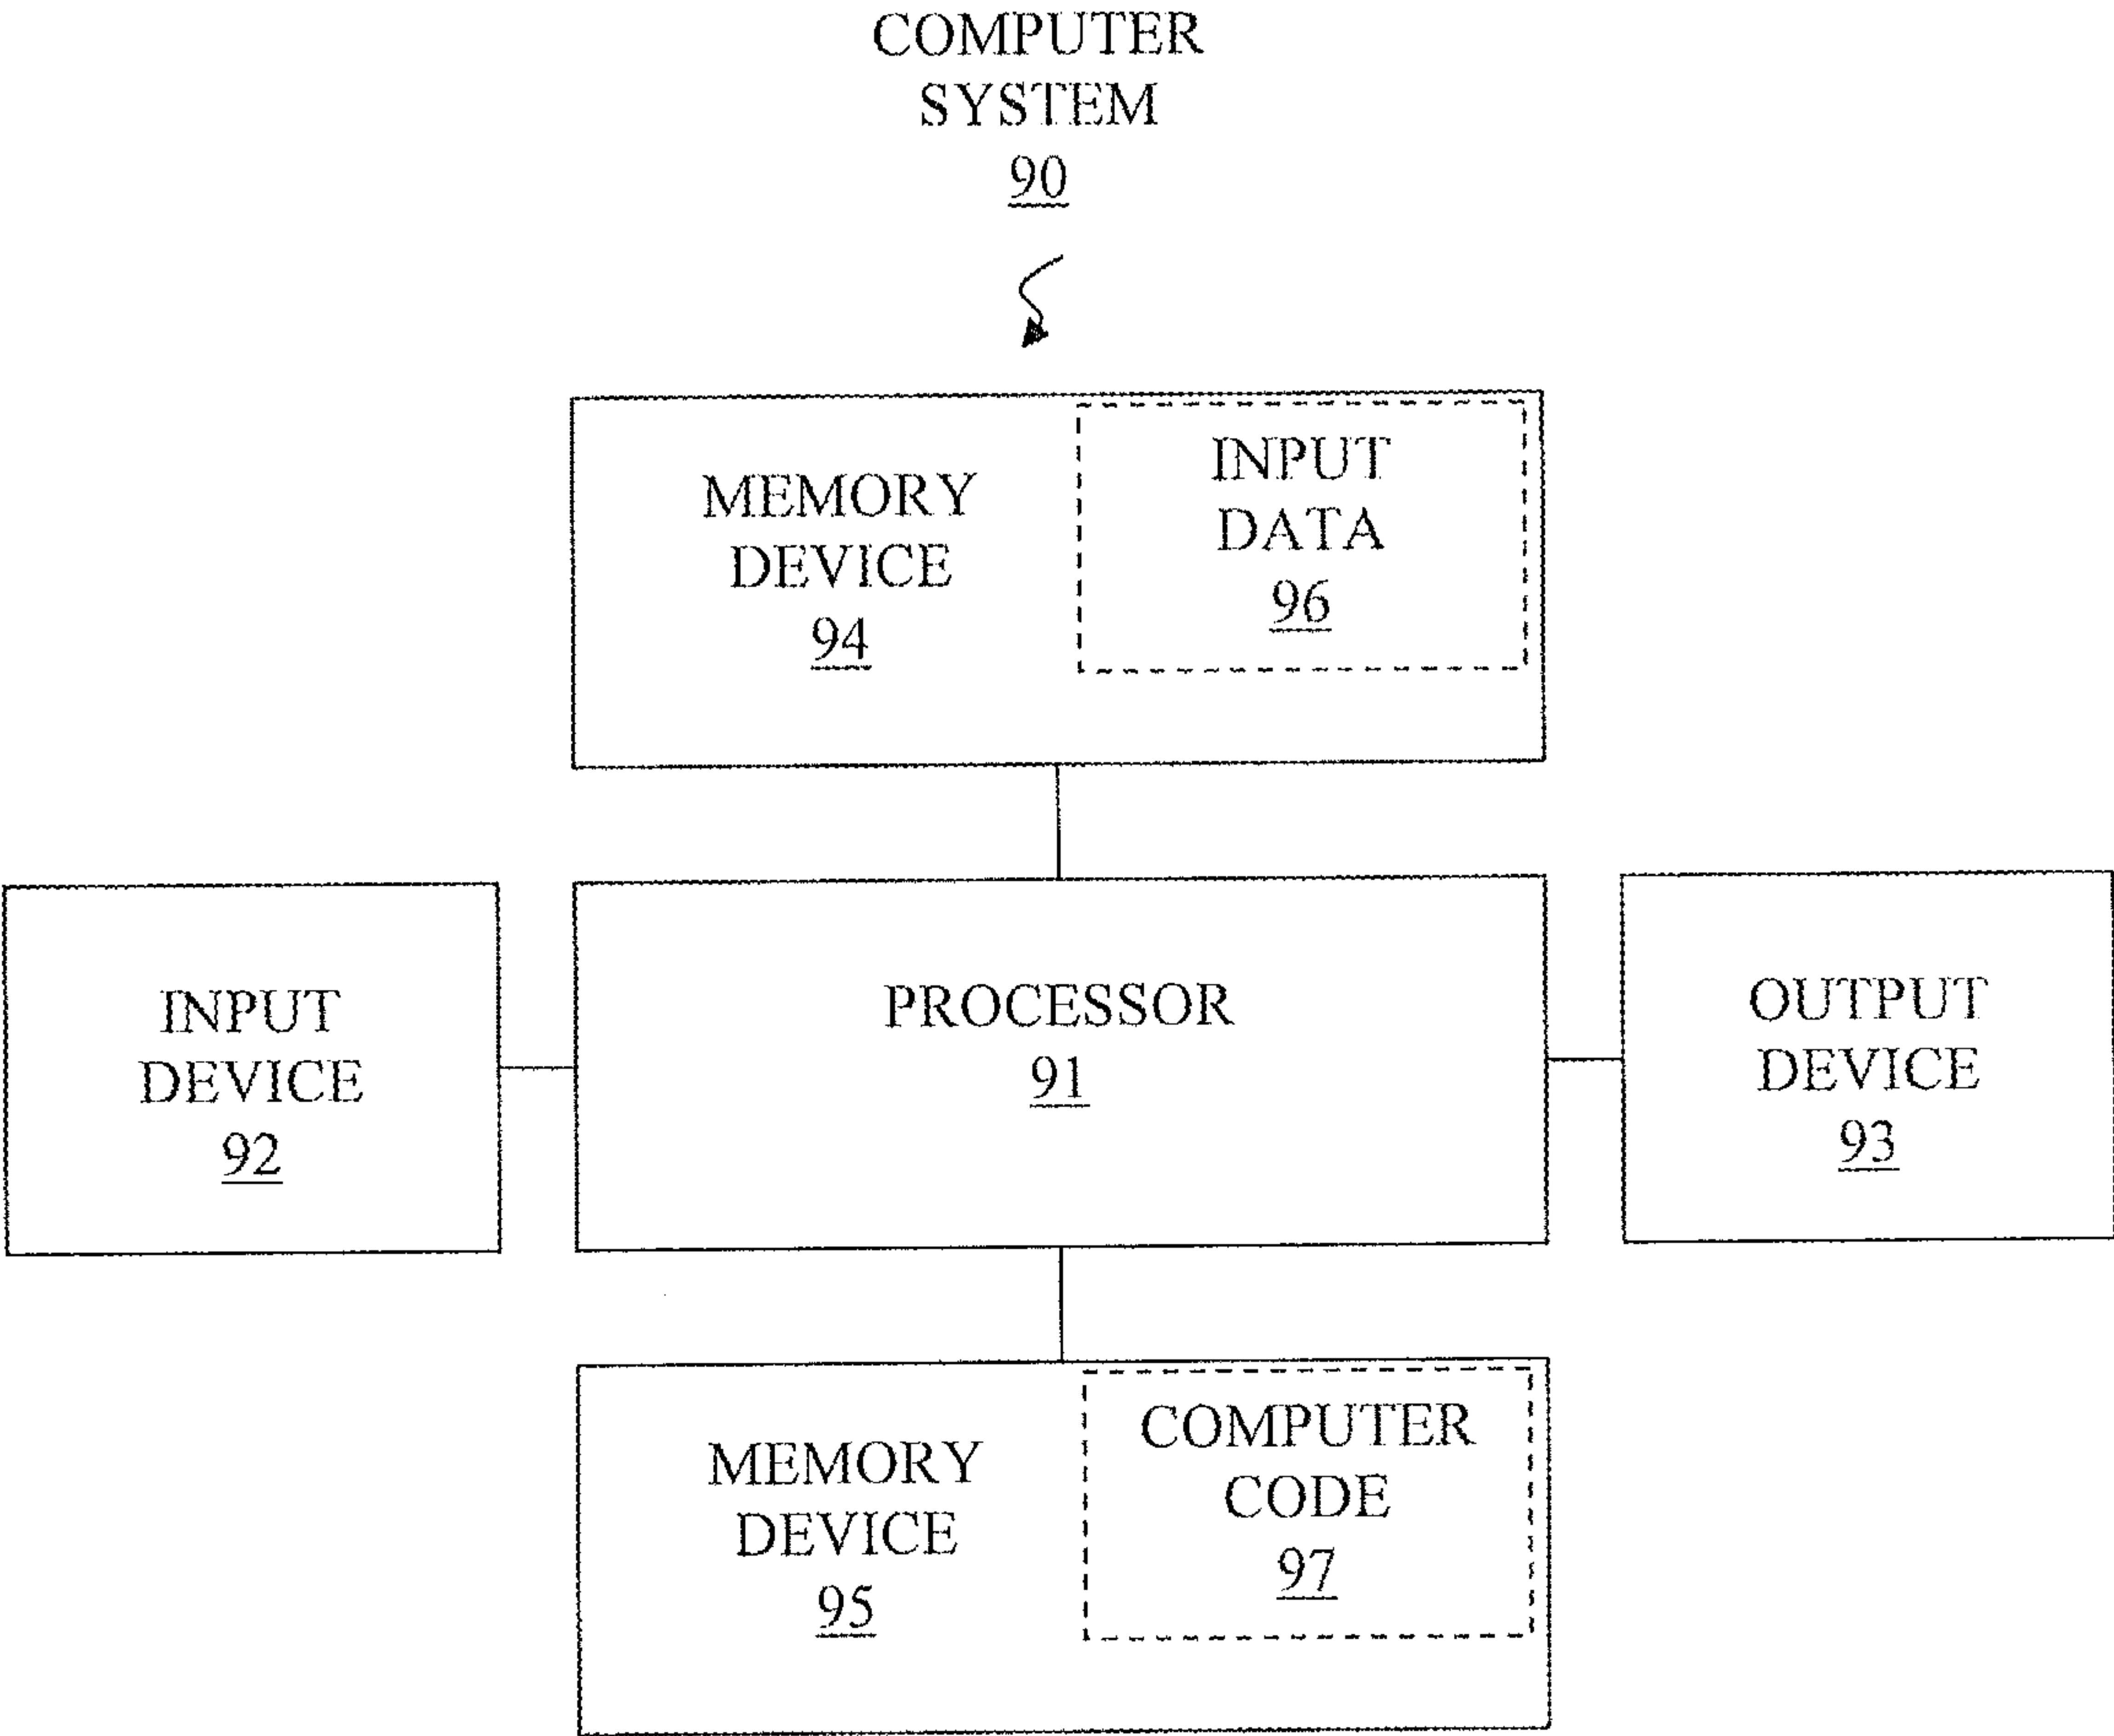 COMPUTER
SYSTEM
90
MEMORY
DEVICE
94
INPUT
DATA
96
INPUT
DEVICE
92
PROCESSOR
91
OUTPUT
DEVICE
93
MEMORY
DEVICE
95
COMPUTER
CODE
97